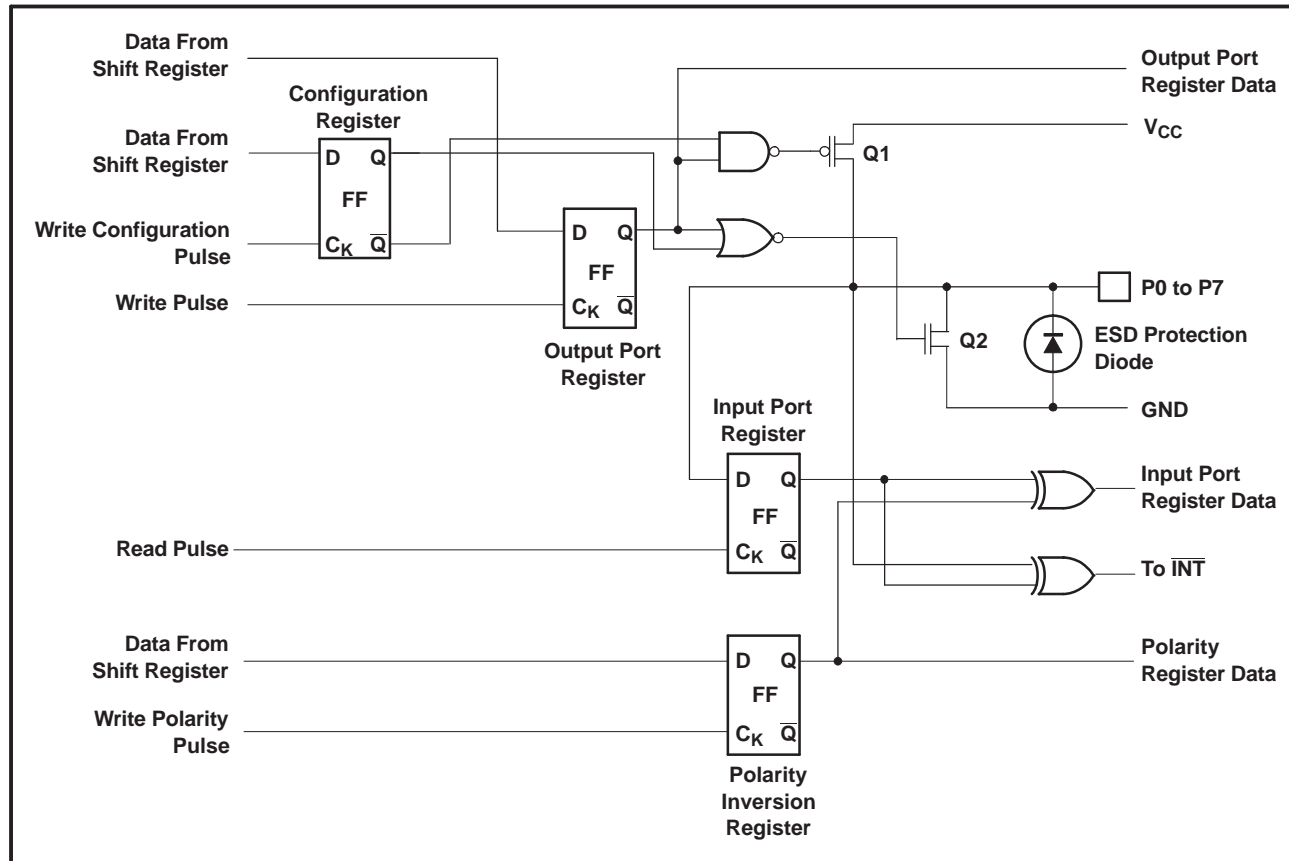 Data From
Shift Register
Output Port
Register Data
Configuration
Register
VCC
Data From
Shift Register
D Q
Q1
FF
Write Configuration
Pulse
CK Q̅
D Q
FF
Write Pulse
CK Q̅
P0 to P7
Q2
ESD Protection
Diode
Output Port
Register
GND
Input Port
Register
D Q
Input Port
Register Data
FF
Read Pulse
CK Q̅
To I̅N̅T̅
Data From
Shift Register
D Q
Polarity
Register Data
FF
Write Polarity
Pulse
CK Q̅
Polarity
Inversion
Register